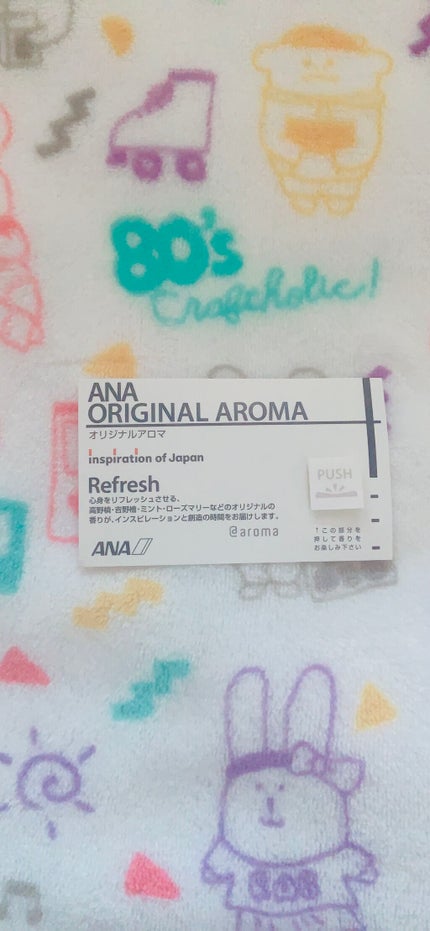 80's
Craftholic!
ANA
ORIGINAL AROMA
オリジナルアロマ
inspiration of Japan
Refresh
心身をリフレッシュさせる、
高野槙・吉野檜・ミント・ローズマリーなどのオリジナルの
香りが、インスピレーションと創造の時間をお届けします。
ANA
@aroma
PUSH
↑この部分を
押して香りを
お楽しみ下さい